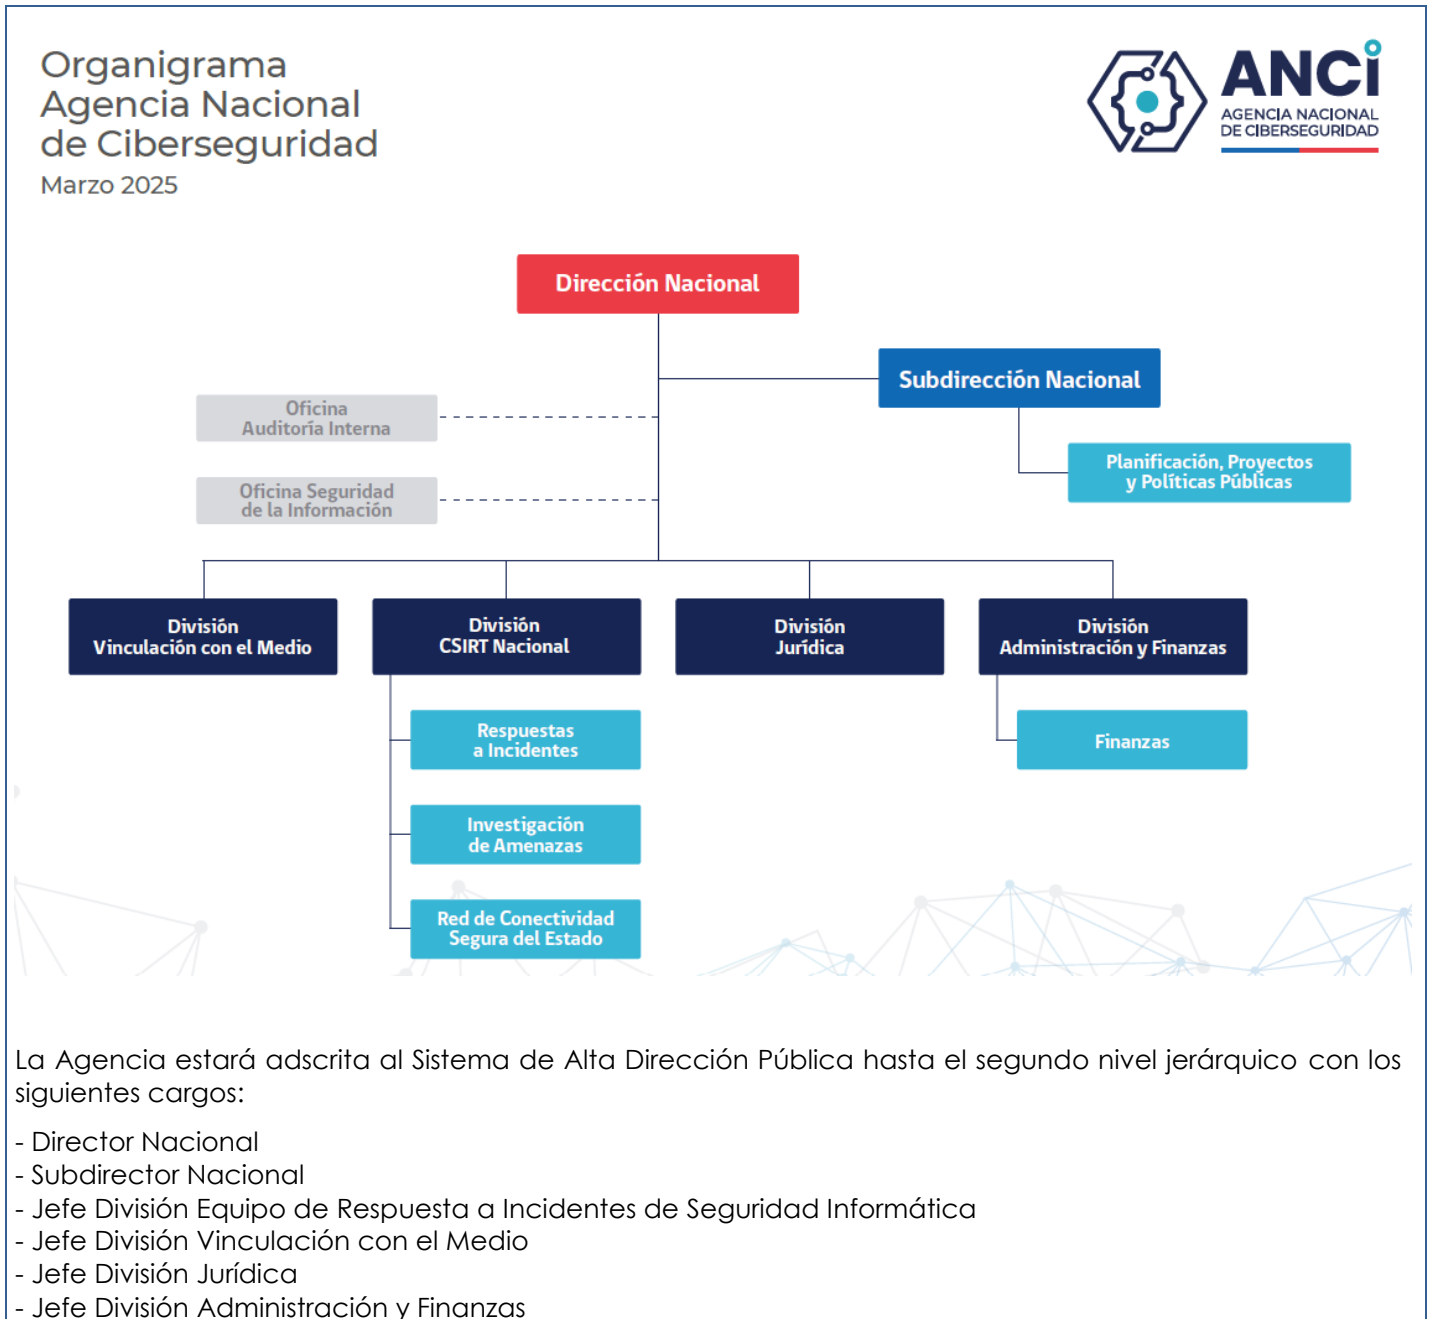 Organigrama
Agencia Nacional
de Ciberseguridad
Marzo 2025
ANCi
AGENCIA NACIONAL
DE CIBERSEGURIDAD
Dirección Nacional
Subdirección Nacional
Oficina
Auditoría Interna
Planificación, Proyectos
y Políticas Públicas
Oficina Seguridad
de la Información
División
Vinculación con el Medio
División
CSIRT Nacional
División
Jurídica
División
Administración y Finanzas
Respuestas
a Incidentes
Finanzas
Investigación
de Amenazas
Red de Conectividad
Segura del Estado
La Agencia estará adscrita al Sistema de Alta Dirección Pública hasta el segundo nivel jerárquico con los
siguientes cargos:
- Director Nacional
- Subdirector Nacional
- Jefe División Equipo de Respuesta a Incidentes de Seguridad Informática
- Jefe División Vinculación con el Medio
- Jefe División Jurídica
- Jefe División Administración y Finanzas